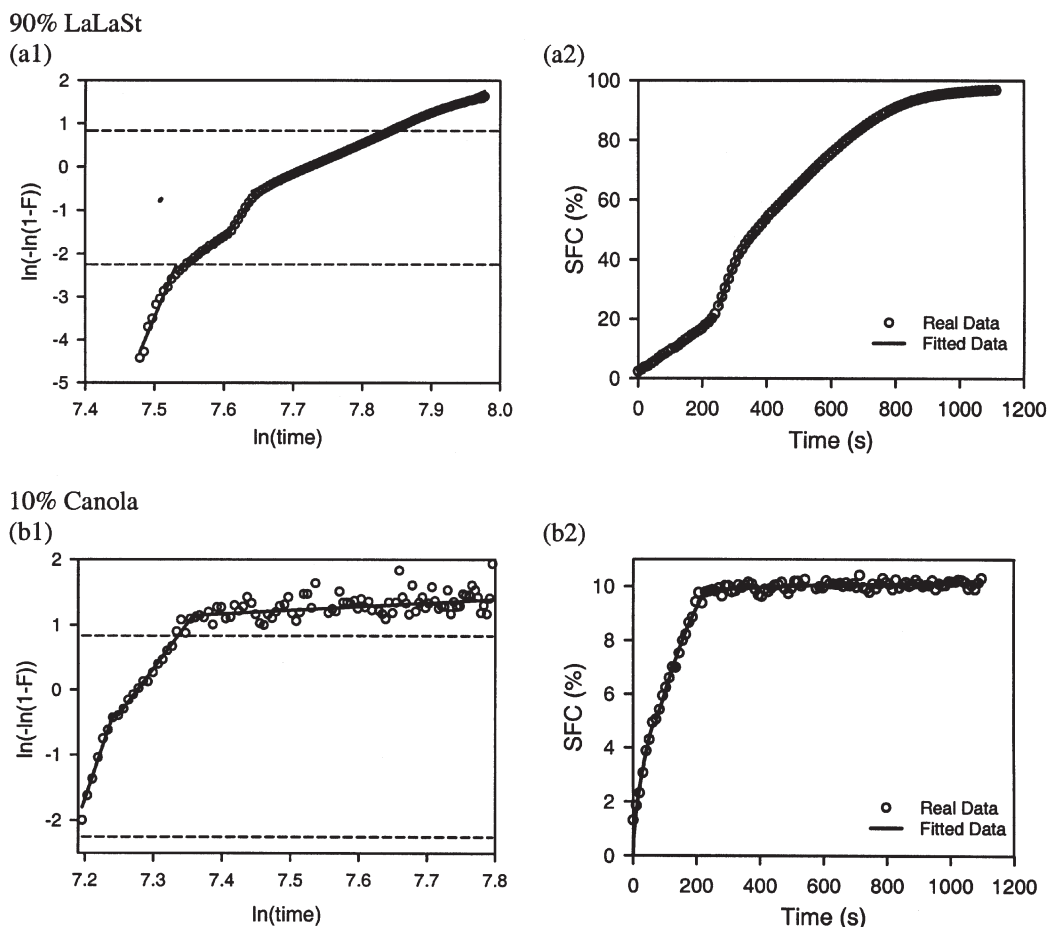 90% LaLaSt
(a1)
(a2)
2
1
0
-1
-2
-3
-4
-5
ln(-ln(1-F))
7.4 7.5 7.6 7.7 7.8 7.9 8.0
ln(time)
100
80
60
40
20
0
SFC (%)
Real Data
Fitted Data
0 200 400 600 800 1000 1200
Time (s)
10% Canola
(b1)
(b2)
2
1
0
-1
-2
ln(-ln(1-F))
7.2 7.3 7.4 7.5 7.6 7.7 7.8
ln(time)
10
8
6
4
2
0
SFC (%)
Real Data
Fitted Data
0 200 400 600 800 1000 1200
Time (s)